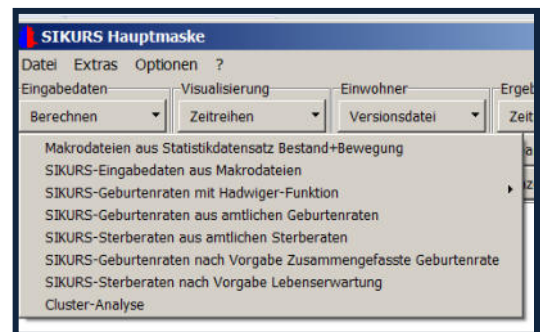 SIKURS Hauptmaske
Datei Extras Optionen ?
Eingabedaten Visualisierung Einwohner
Berechnen Zeitreihen Versionsdatei
Makrodateien aus Statistikdatensatz Bestand+Bewegung
SIKURS-Eingabedaten aus Makrodateien
SIKURS-Geburtenraten mit Hadwiger-Funktion
SIKURS-Geburtenraten aus amtlichen Geburtenraten
SIKURS-Sterberaten aus amtlichen Sterberaten
SIKURS-Geburtenraten nach Vorgabe Zusammengefasste Geburtenrate
SIKURS-Sterberaten nach Vorgabe Lebenserwartung
Cluster-Analyse